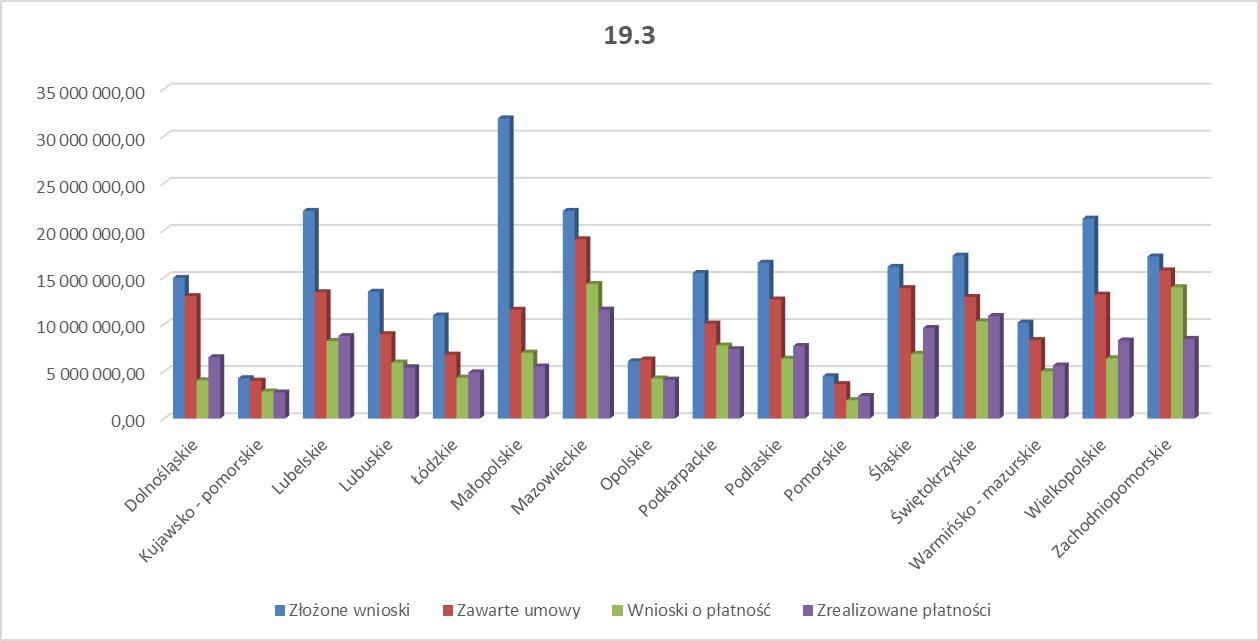 19.3
35 000 000,00
30 000 000,00
25 000 000,00
20 000 000,00
15 000 000,00
10 000 000,00
5 000 000,00
0,00
Dolnośląskie
Kujawsko - pomorskie
Lubelskie
Lubuskie
Łódzkie
Małopolskie
Mazowieckie
Opolskie
Podkarpackie
Podlaskie
Pomorskie
Śląskie
Świętokrzyskie
Warmińsko - mazurskie
Wielkopolskie
Zachodniopomorskie
Złożone wnioski Zawarte umowy Wnioski o płatność Zrealizowane płatności